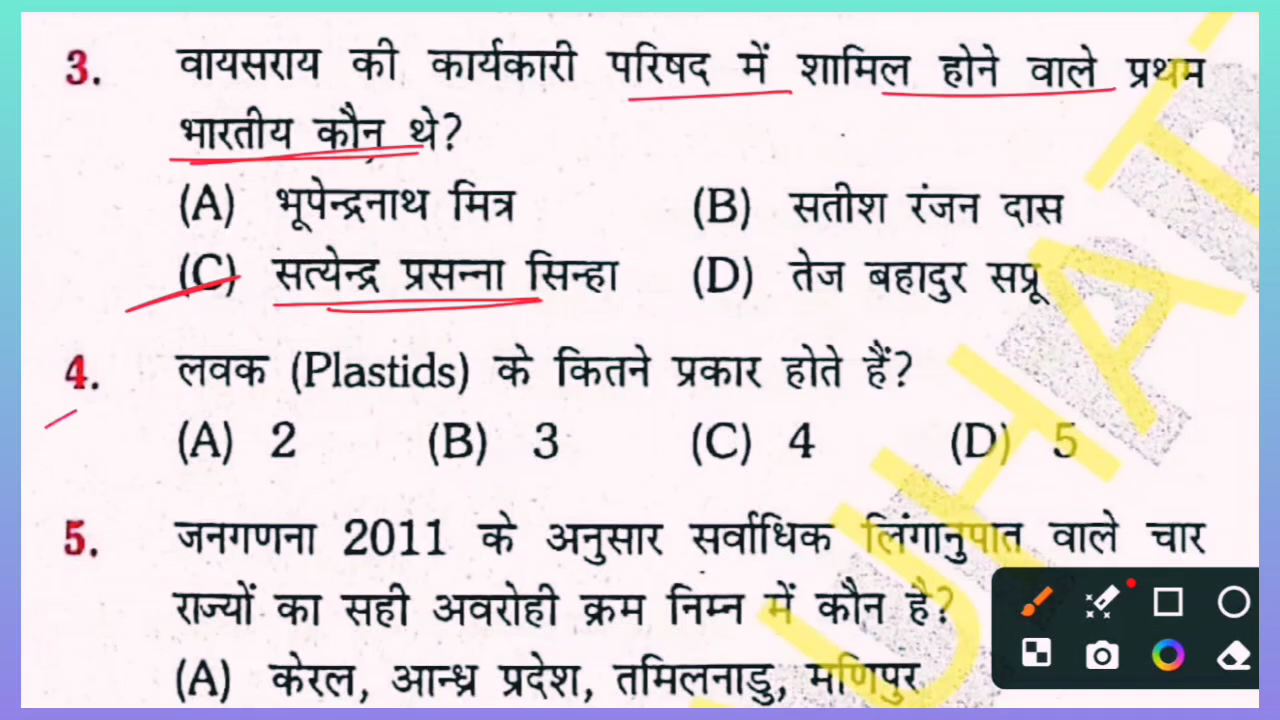 3. वायसराय की कार्यकारी परिषद में शामिल होने वाले प्रथम
भारतीय कौन थे?
(A) भूपेन्द्रनाथ मित्र (B) सतीश रंजन दास
(C) सत्येन्द्र प्रसन्ना सिन्हा (D) तेज बहादुर सप्रू
4. लवक (Plastids) के कितने प्रकार होते हैं?
(A) 2 (B) 3 (C) 4 (D) 5
5. जनगणना 2011 के अनुसार सर्वाधिक लिंगानुपात वाले चार
राज्यों का सही अवरोही क्रम निम्न में कौन है?
(A) केरल, आन्ध्र प्रदेश, तमिलनाडु, मणिपुर